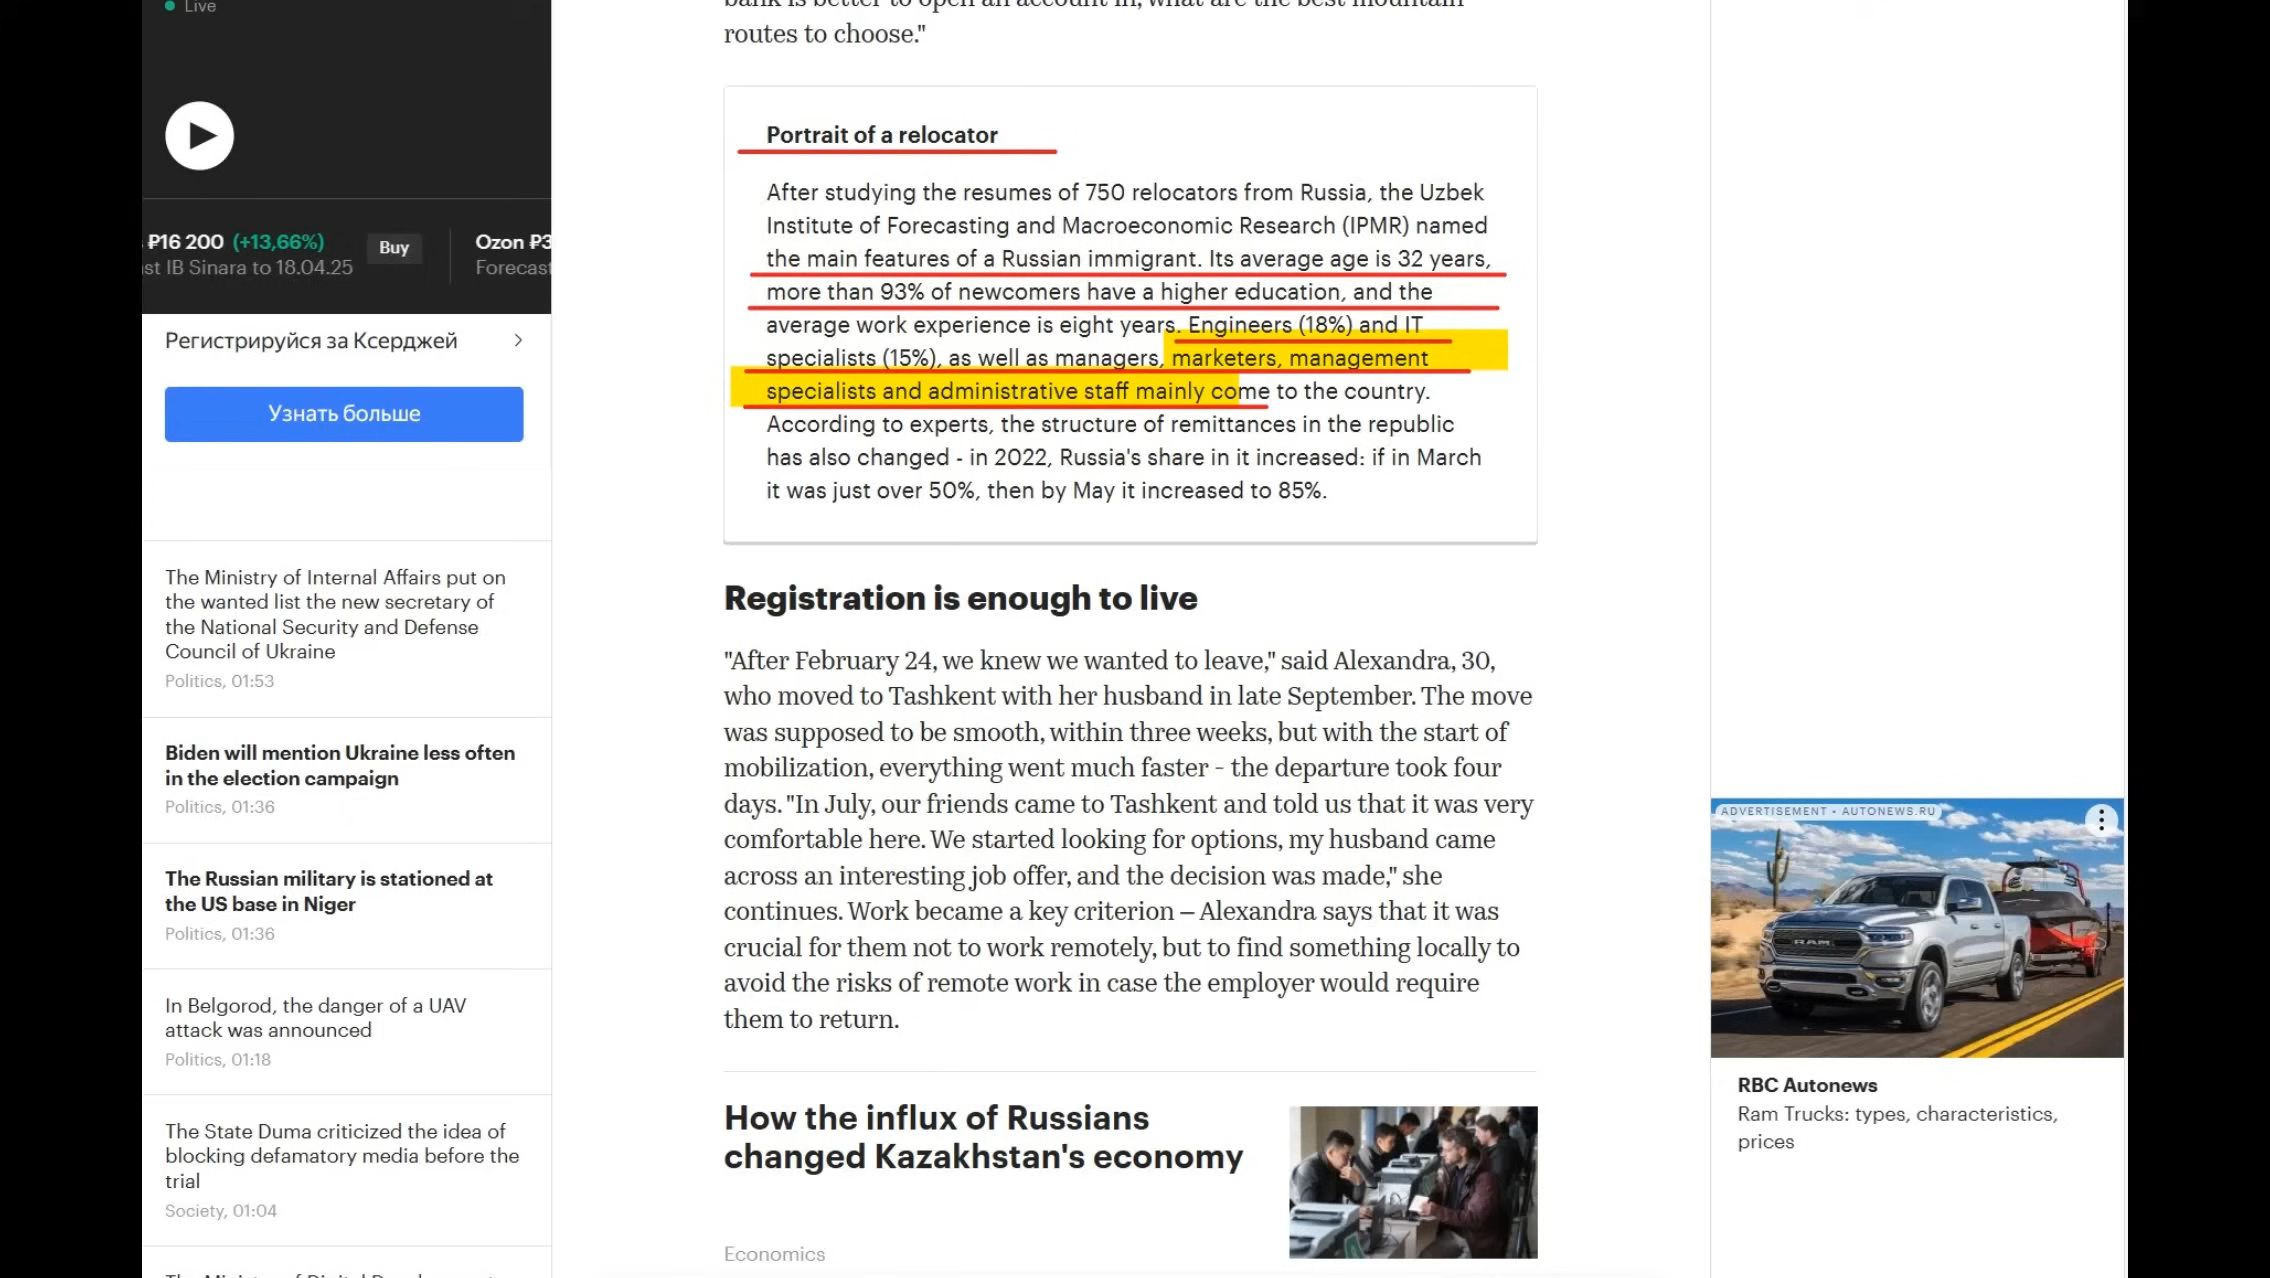 Live
₽16 200 (+13,66%)
Buy
Ozon
st IB Sinara to 18.04.25
Forecast
Регистрируйся за Ксерджей
Узнать больше
The Ministry of Internal Affairs put on
the wanted list the new secretary of
the National Security and Defense
Council of Ukraine
Politics, 01:53
Biden will mention Ukraine less often
in the election campaign
Politics, 01:36
The Russian military is stationed at
the US base in Niger
Politics, 01:36
In Belgorod, the danger of a UAV
attack was announced
Politics, 01:18
The State Duma criticized the idea of
blocking defamatory media before the
trial
Society, 01:04
bank is better to open an account in, what are the best mountain
routes to choose."
Portrait of a relocator
After studying the resumes of 750 relocators from Russia, the Uzbek
Institute of Forecasting and Macroeconomic Research (IPMR) named
the main features of a Russian immigrant. Its average age is 32 years,
more than 93% of newcomers have a higher education, and the
average work experience is eight years. Engineers (18%) and IT
specialists (15%), as well as managers, marketers, management
specialists and administrative staff mainly come to the country.
According to experts, the structure of remittances in the republic
has also changed - in 2022, Russia's share in it increased: if in March
it was just over 50%, then by May it increased to 85%.
Registration is enough to live
"After February 24, we knew we wanted to leave," said Alexandra, 30,
who moved to Tashkent with her husband in late September. The move
was supposed to be smooth, within three weeks, but with the start of
mobilization, everything went much faster - the departure took four
days. "In July, our friends came to Tashkent and told us that it was very
comfortable here. We started looking for options, my husband came
across an interesting job offer, and the decision was made," she
continues. Work became a key criterion – Alexandra says that it was
crucial for them not to work remotely, but to find something locally to
avoid the risks of remote work in case the employer would require
them to return.
How the influx of Russians
changed Kazakhstan's economy
Economics
ADVERTISEMENT • AUTONEWS.RU
RAM
RBC Autonews
Ram Trucks: types, characteristics,
prices